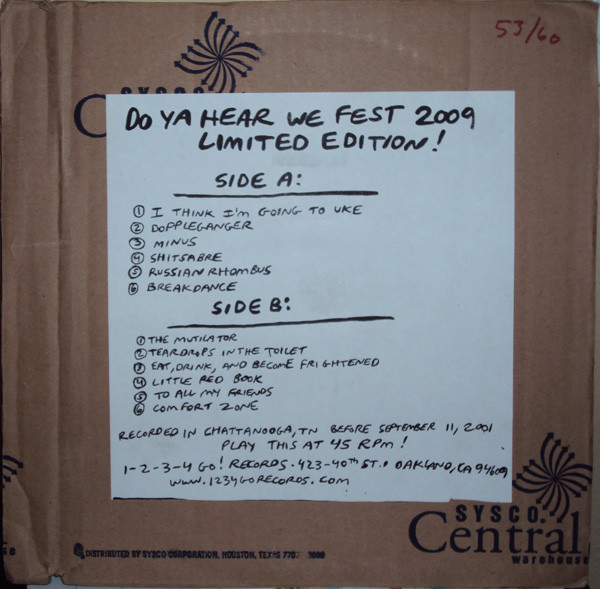 53/60
SYSCO
C
DO YA HEAR WE FEST 2009
LIMITED EDITION!
SIDE A:
① I THINK I'M GOING TO UKE
② DOPPLEGANGER
③ MINUS
④ SHITSABRE
⑤ RUSSIAN RHOMBUS
⑥ BREAKDANCE
SIDE B:
① THE MUTILATOR
② TEARDROPS IN THE TOILET
③ EAT, DRINK, AND BECOME FRIGHTENED
④ LITTLE RED BOOK
⑤ TO ALL MY FRIENDS
⑥ COMFORT ZONE
RECORDED IN CHATTANOOGA, TN BEFORE SEPTEMBER 11, 2001
PLAY THIS AT 45 RPM!
1-2-3-4 GO! RECORDS · 423-40TH ST. · OAKLAND, CA 94609
WWW.1234GORECORDS.COM
SYSCO.
Central
warehouse
DISTRIBUTED BY SYSCO CORPORATION, HOUSTON, TEXAS